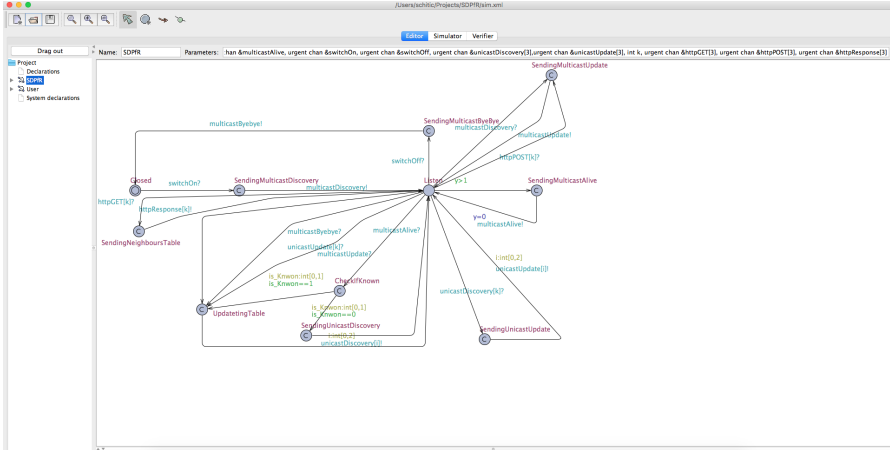 /Users/schitic/Projects/SDPfR/sim.xml
Editor Simulator Verifier
Drag out
Name: SDPfR Parameters: :han &multicastAlive, urgent chan &switchOn, urgent chan &switchOff, urgent chan &unicastDiscovery[3],urgent chan &unicastUpdate[3], int k, urgent chan &httpGET[3], urgent chan &httpPOST[3], urgent chan &httpResponse[3]
Project
Declarations
SDPfR
User
System declarations
SendingMulticastUpdate
SendingMulticastByeBye
multicastByebye!
multicastDiscovery?
multicastUpdate!
switchOff?
httpPOST[k]?
Closed
switchOn?
SendingMulticastDiscovery
multicastDiscovery!
Listen
y>1
SendingMulticastAlive
httpGET[k]?
httpResponse[k]!
y=0
multicastAlive!
SendingNeighboursTable
multicastByebye?
multicastAlive?
unicastUpdate[k]?
multicastUpdate?
i:int[0,2]
unicastUpdate[i]!
is_Knwon:int[0,1]
is_Knwon==1
CheckIfKnown
unicastDiscovery[k]?
is_Knwon:int[0,1]
is_Knwon==0
UpdatetingTable
SendingUnicastDiscovery
SendingUnicastUpdate
i:int[0,2]
unicastDiscovery[i]!